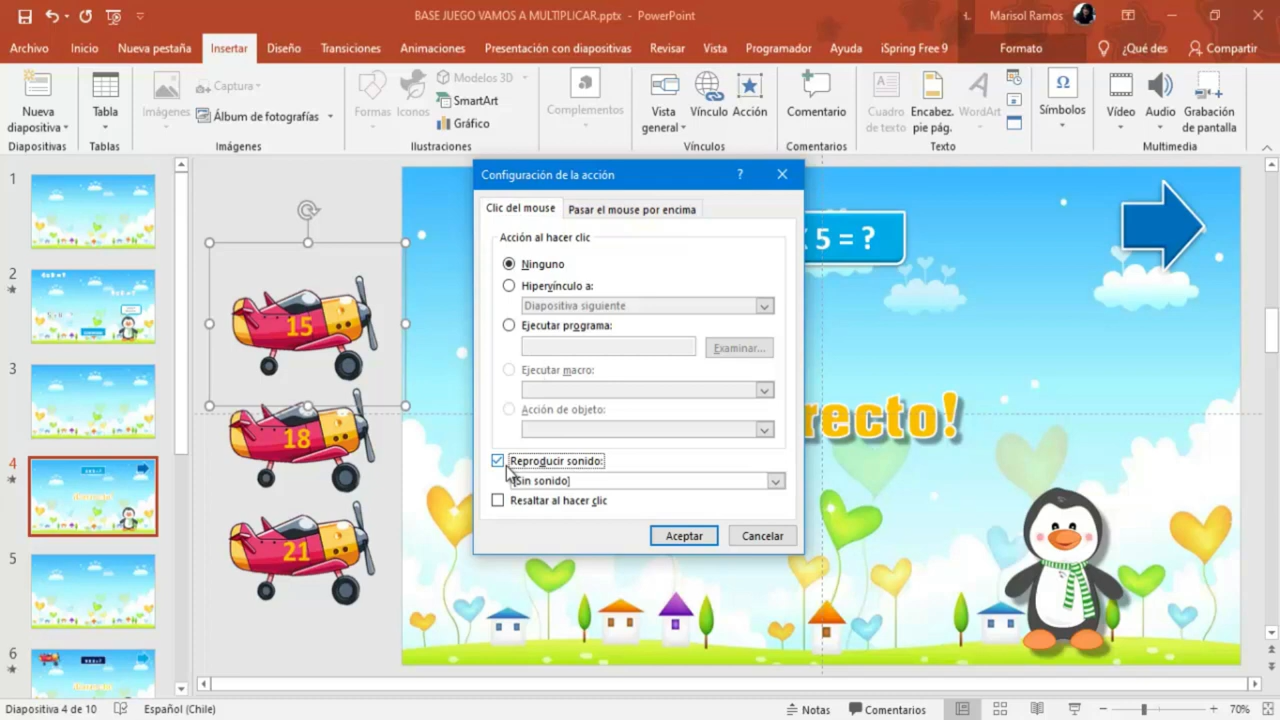 BASE JUEGO VAMOS A MULTIPLICAR.pptx - PowerPoint
Marisol Ramos
Archivo Inicio Nueva pestaña Insertar Diseño Transiciones Animaciones Presentación con diapositivas Revisar Vista Programador Ayuda iSpring Free 9 Formato ¿Qué des Compartir
Nueva diapositiva
Diapositivas
Tabla
Tablas
Imágenes
Captura
Álbum de fotografías
Imágenes
Formas
Iconos
Modelos 3D
SmartArt
Gráfico
Ilustraciones
Complementos
Vista general
Vínculo
Acción
Vínculos
Comentario
Comentarios
Cuadro de texto
Encabez. pie pág.
WordArt
Texto
Símbolos
Vídeo
Audio
Grabación de pantalla
Multimedia
1
2
3
4
5
6
15
18
21
5 = ?
recto!
Configuración de la acción
?
Clic del mouse
Pasar el mouse por encima
Acción al hacer clic
Ninguno
Hipervínculo a:
Diapositiva siguiente
Ejecutar programa:
Examinar...
Ejecutar macro:
Acción de objeto:
Reproducir sonido:
[Sin sonido]
Resaltar al hacer clic
Aceptar
Cancelar
Diapositiva 4 de 10
Español (Chile)
Notas
Comentarios
70%